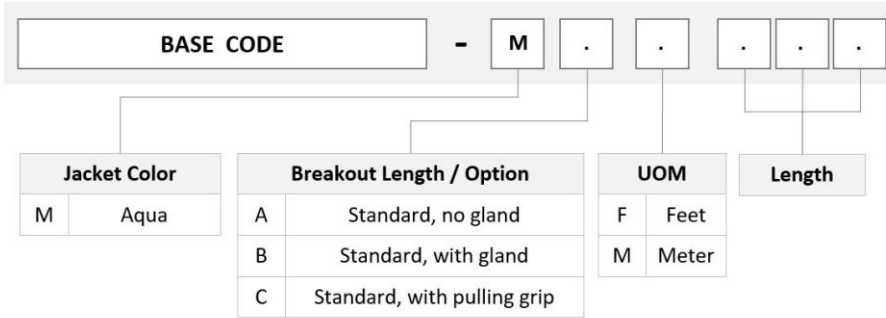 BASE CODE - M . . . . .
Jacket Color Breakout Length / Option UOM Length
M Aqua A Standard, no gland F Feet
B Standard, with gland M Meter
C Standard, with pulling grip